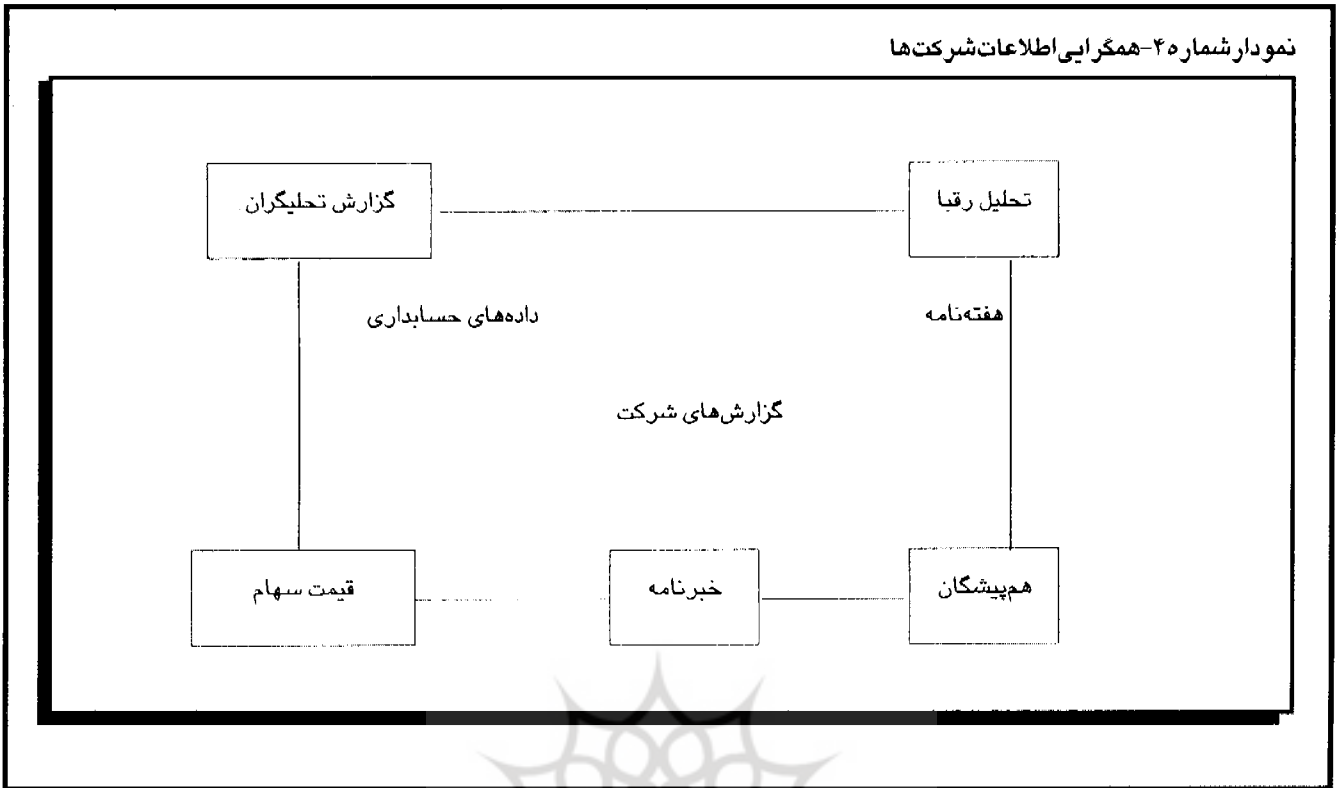 نمودار شماره ۴-همگرایی اطلاعات شرکت‌ها
تحلیل رقبا
گزارش تحلیگران
هفته‌نامه
داده‌های حسابداری
گزارش‌های شرکت
هم‌پیشگان
خبرنامه
قیمت سهام